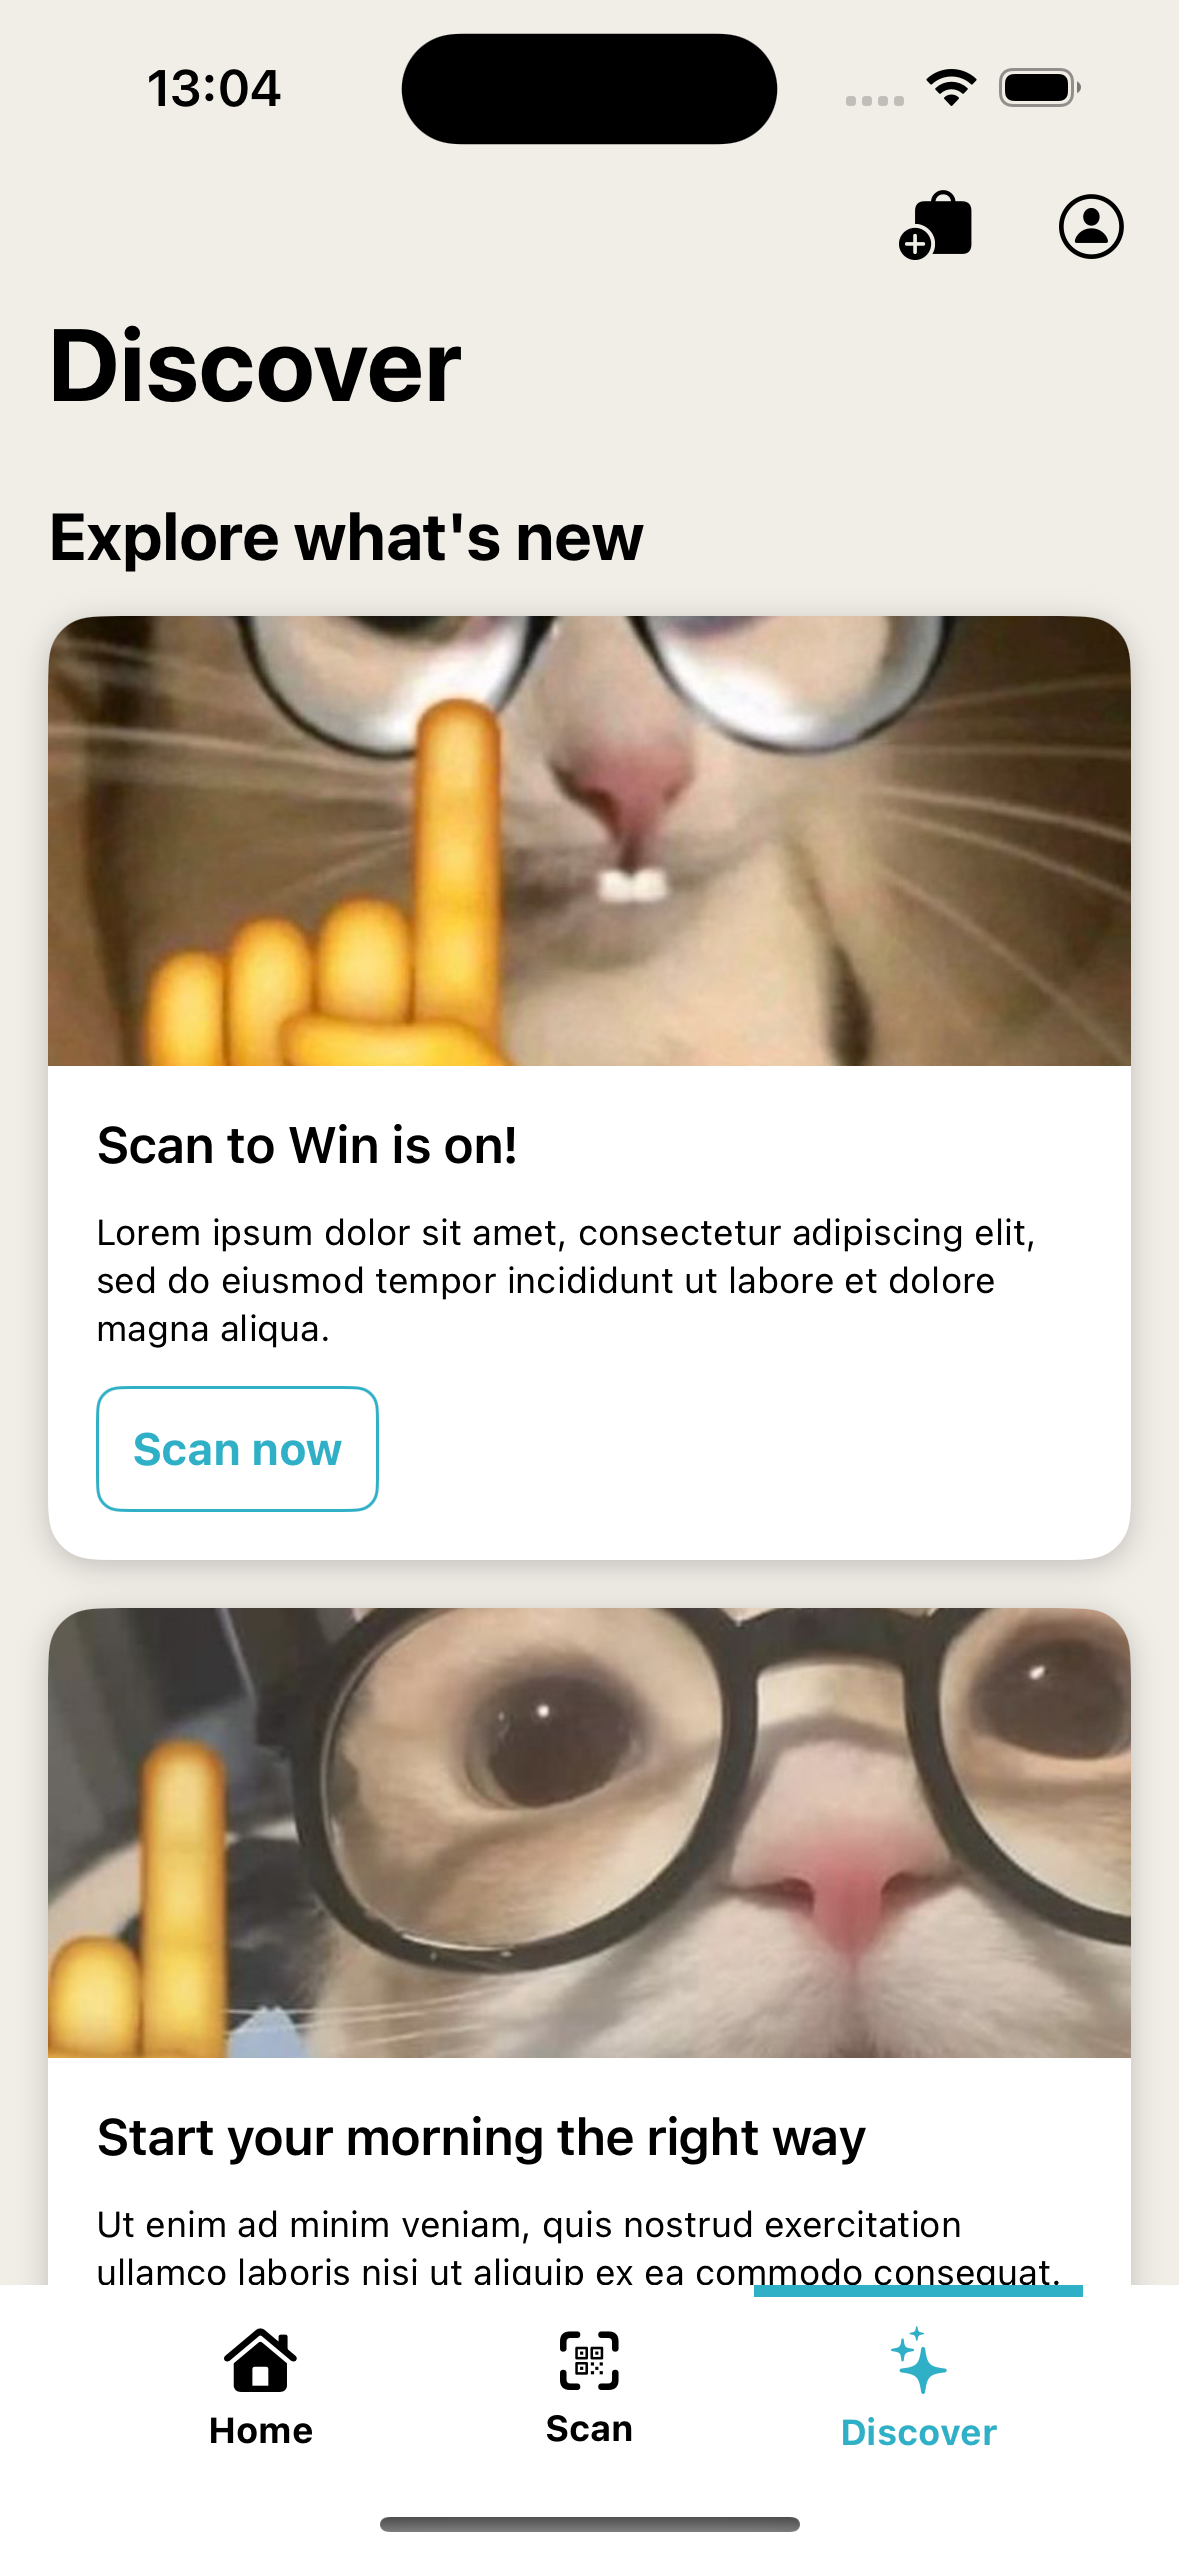 13:04
Discover
Explore what's new
Scan to Win is on!
Lorem ipsum dolor sit amet, consectetur adipiscing elit,
sed do eiusmod tempor incididunt ut labore et dolore
magna aliqua.
Scan now
Start your morning the right way
Ut enim ad minim veniam, quis nostrud exercitation
ullamco laboris nisi ut aliquip ex ea commodo consequat.
Home
Scan
Discover